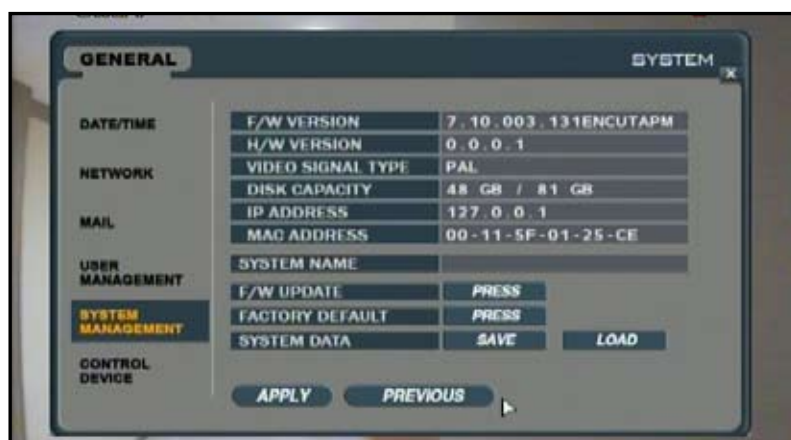 GENERAL
SYSTEM
X
DATE/TIME
NETWORK
MAIL
USER
MANAGEMENT
SYSTEM
MANAGEMENT
CONTROL
DEVICE
F/W VERSION 7.10.003.131ENCUTAPM
H/W VERSION 0.0.0.1
VIDEO SIGNAL TYPE PAL
DISK CAPACITY 48 GB / 81 GB
IP ADDRESS 127.0.0.1
MAC ADDRESS 00-11-5F-01-25-CE
SYSTEM NAME
F/W UPDATE PRESS
FACTORY DEFAULT PRESS
SYSTEM DATA SAVE LOAD
APPLY PREVIOUS